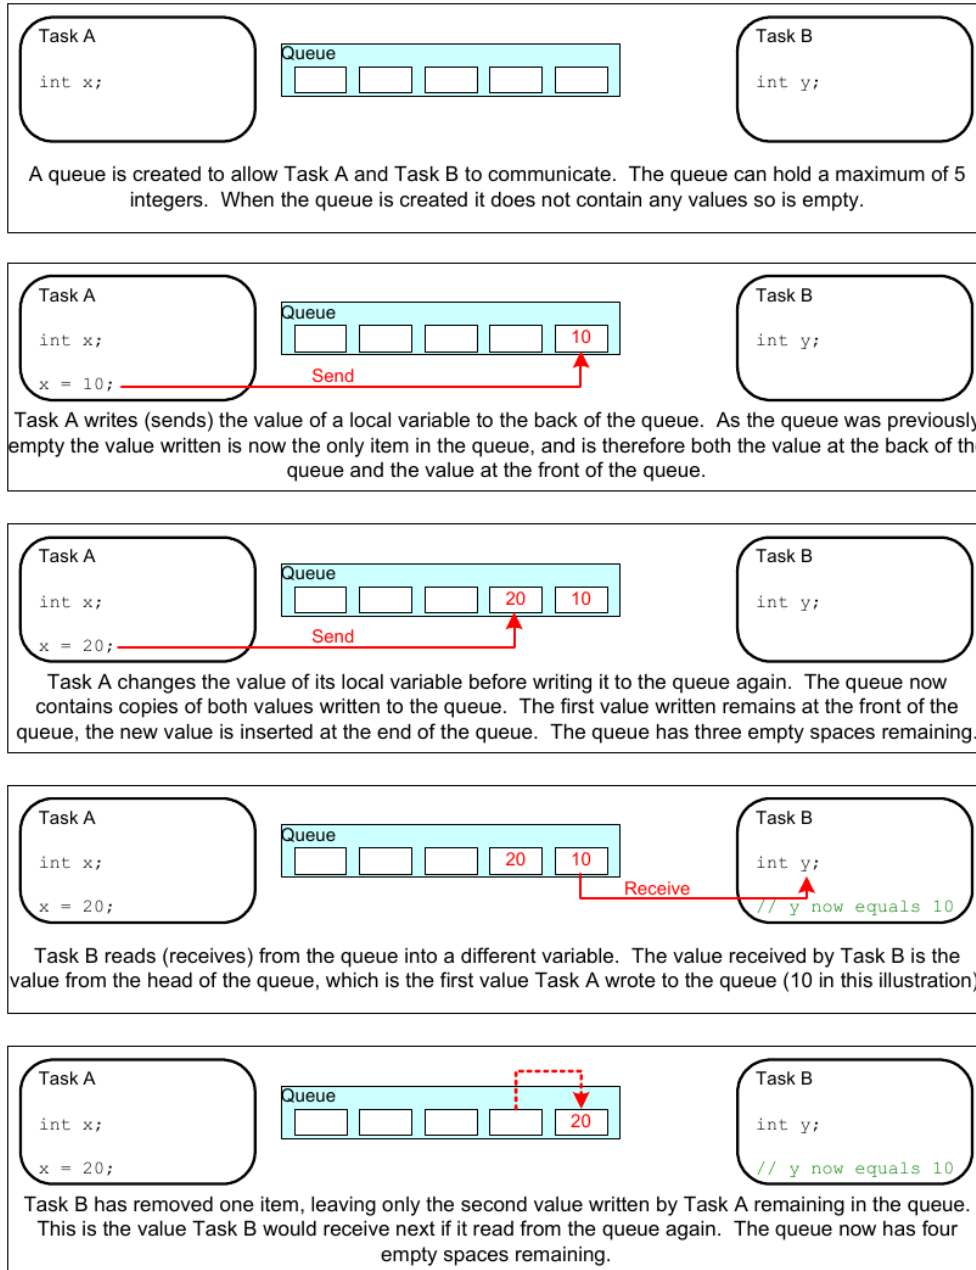 Task A
Queue
Task B
int x;
int y;
A queue is created to allow Task A and Task B to communicate. The queue can hold a maximum of 5
integers. When the queue is created it does not contain any values so is empty.
Task A
Queue
10
Task B
int x;
int y;
x = 10;
Send
Task A writes (sends) the value of a local variable to the back of the queue. As the queue was previously
empty the value written is now the only item in the queue, and is therefore both the value at the back of th
queue and the value at the front of the queue.
Task A
Queue
20 10
Task B
int x;
int y;
x = 20;
Send
Task A changes the value of its local variable before writing it to the queue again. The queue now
contains copies of both values written to the queue. The first value written remains at the front of the
queue, the new value is inserted at the end of the queue. The queue has three empty spaces remaining.
Task A
Queue
20 10
Task B
int x;
int y;
x = 20;
Receive
// y now equals 10
Task B reads (receives) from the queue into a different variable. The value received by Task B is the
value from the head of the queue, which is the first value Task A wrote to the queue (10 in this illustration)
Task A
Queue
20
Task B
int x;
int y;
x = 20;
// y now equals 10
Task B has removed one item, leaving only the second value written by Task A remaining in the queue.
This is the value Task B would receive next if it read from the queue again. The queue now has four
empty spaces remaining.